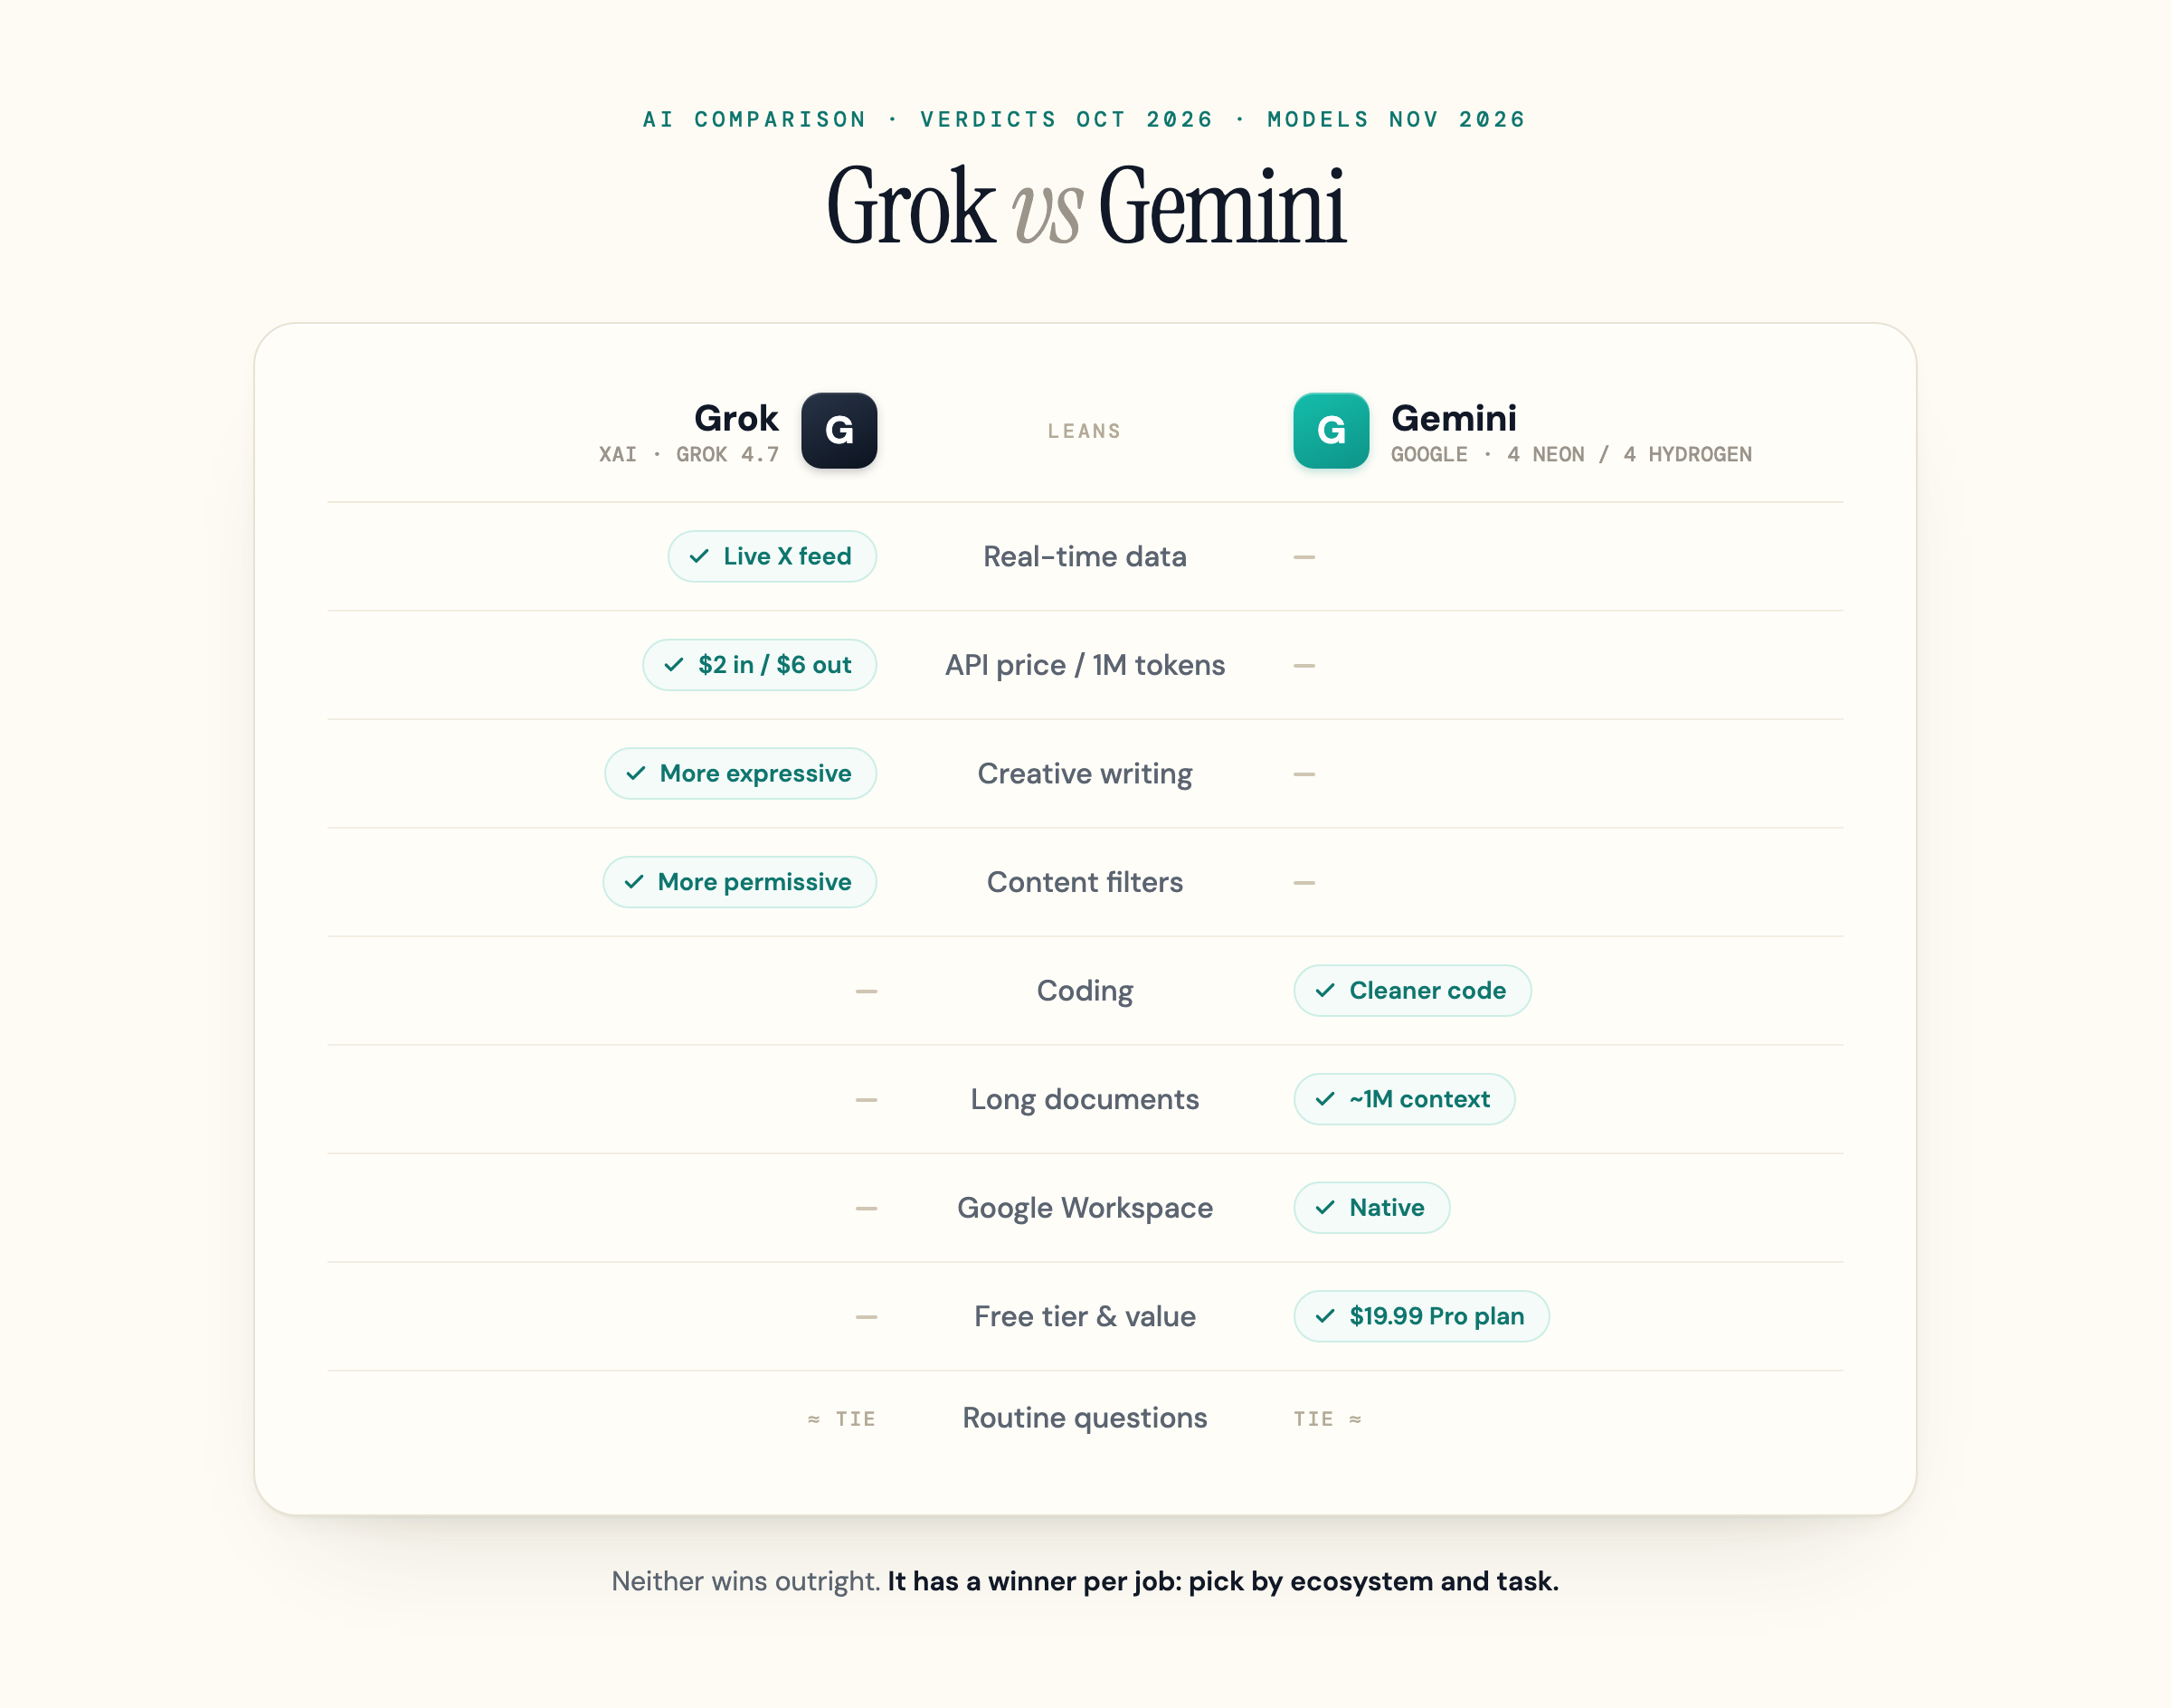 AI COMPARISON · VERDICTS OCT 2026 · MODELS NOV 2026
Grok vs Gemini
Grok
XAI · GROK 4.7
G
LEANS
G
Gemini
GOOGLE · 4 NEON / 4 HYDROGEN
Live X feed
Real-time data
—
$2 in / $6 out
API price / 1M tokens
—
More expressive
Creative writing
—
More permissive
Content filters
—
—
Coding
Cleaner code
—
Long documents
~1M context
—
Google Workspace
Native
—
Free tier & value
$19.99 Pro plan
≈ TIE
Routine questions
TIE ≈
Neither wins outright. It has a winner per job: pick by ecosystem and task.